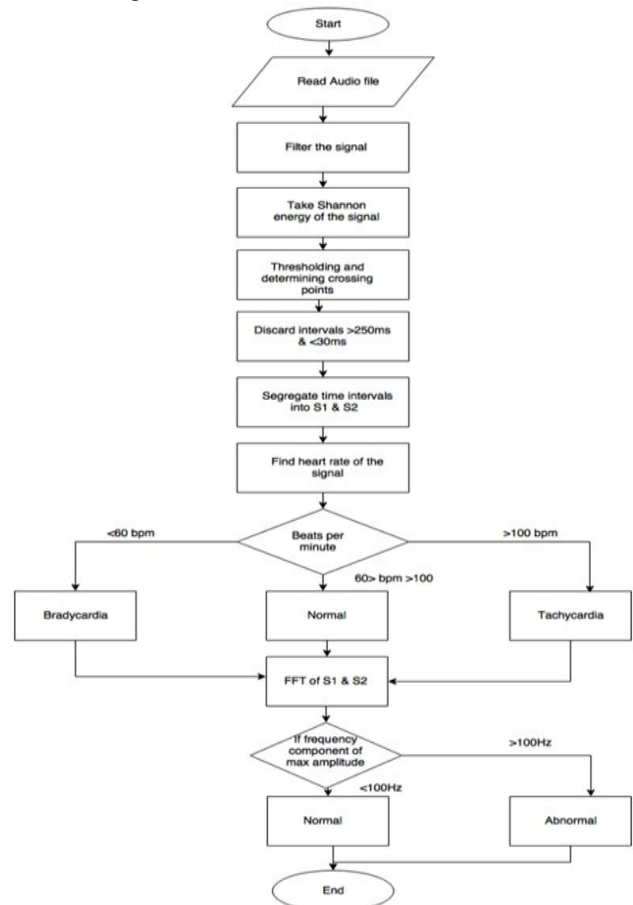 Start
Read Audio file
Filter the signal
Take Shannon
energy of the signal
Thresholding and
determining crossing
points
Discard intervals >250ms
& <30ms
Segregate time intervals
into S1 & S2
Find heart rate of the
signal
<60 bpm
Beats per
minute
>100 bpm
60> bpm >100
Bradycardia
Normal
Tachycardia
FFT of S1 & S2
If frequency
component of
max amplitude
>100Hz
<100Hz
Normal
Abnormal
End